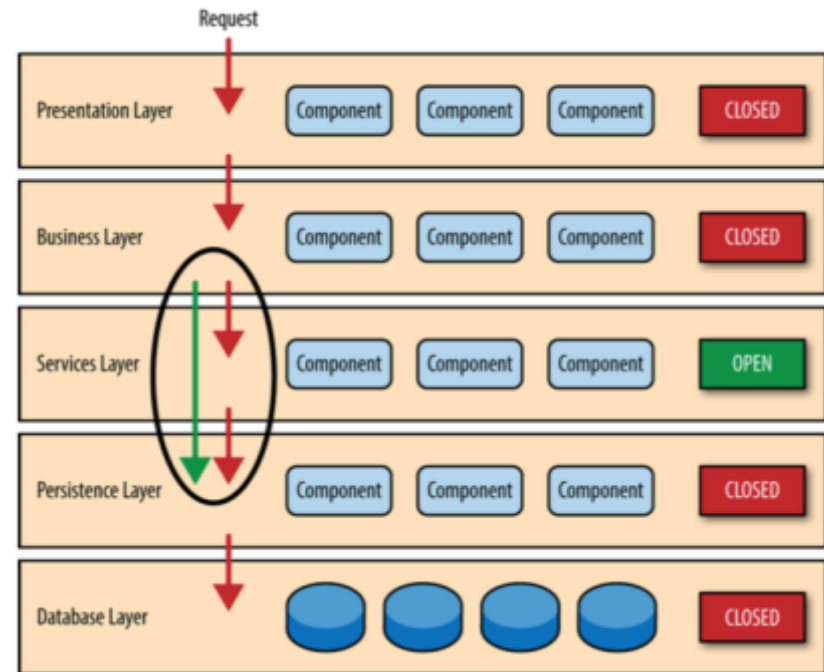 Request
Presentation Layer Component Component Component CLOSED
Business Layer Component Component Component CLOSED
Services Layer Component Component Component OPEN
Persistence Layer Component Component Component CLOSED
Database Layer CLOSED